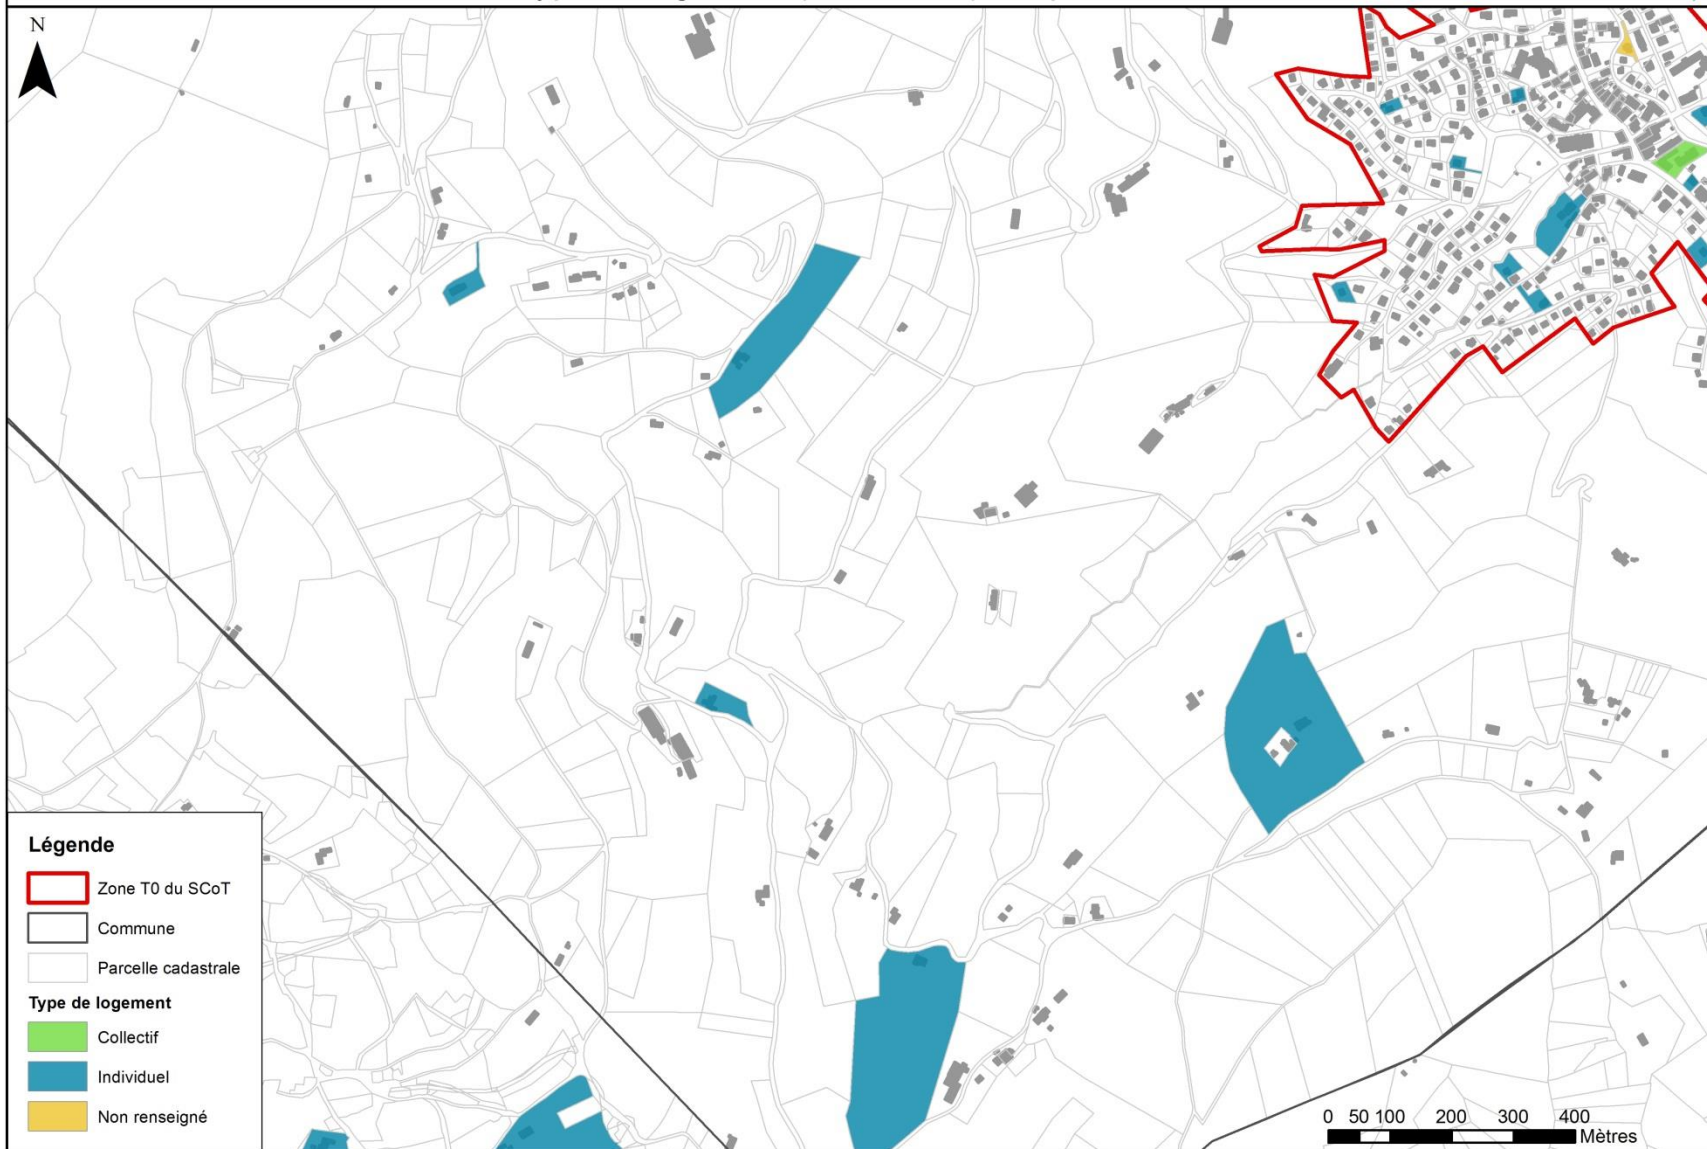 N
Légende
Zone T0 du SCoT
Commune
Parcelle cadastrale
Type de logement
Collectif
Individuel
Non renseigné
0 50 100 200 300 400
Mètres